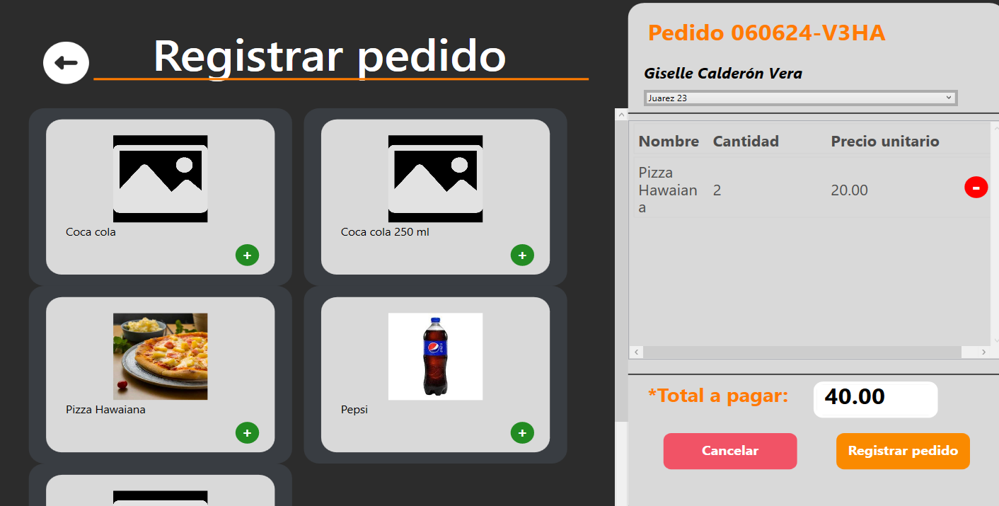 Registrar pedido
Coca cola
+
Coca cola 250 ml
+
Pizza Hawaiana
+
Pepsi
+
Pedido 060624-V3HA
Giselle Calderón Vera
Juarez 23
Nombre Cantidad Precio unitario
Pizza
Hawaian 2 20.00 -
a
*Total a pagar: 40.00
Cancelar Registrar pedido